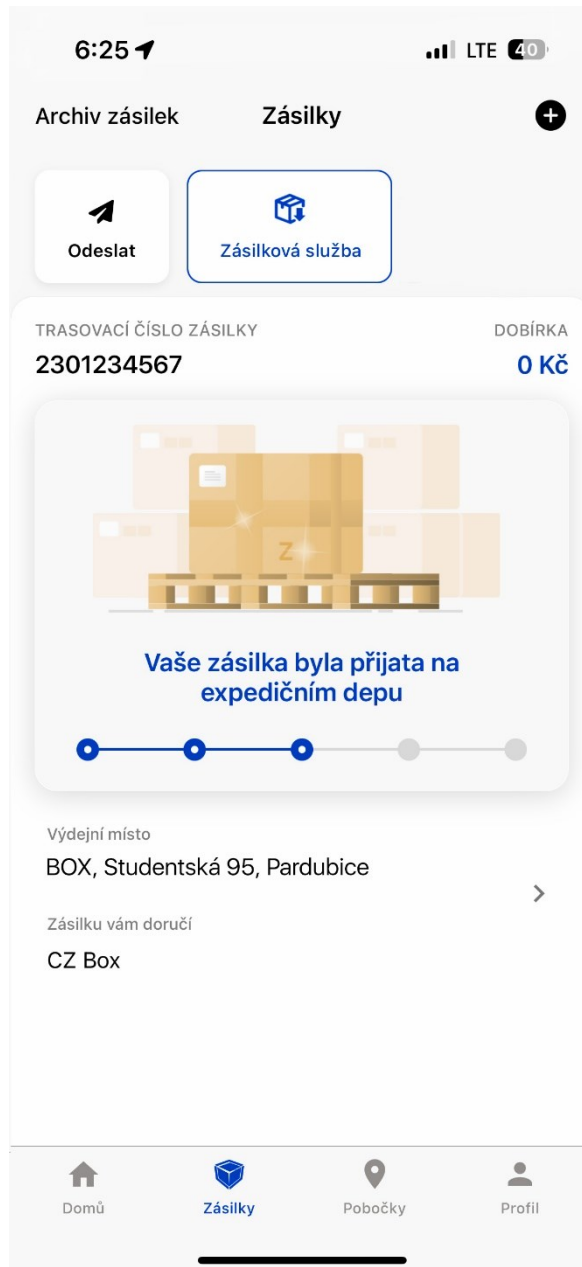 6:25
LTE 40
Archiv zásilek
Zásilky
Odeslat
Zásilková služba
TRASOVACÍ ČÍSLO ZÁSILKY
DOBÍRKA
2301234567
0 Kč
Z
Vaše zásilka byla přijata na
expedičním depu
Výdejní místo
BOX, Studentská 95, Pardubice
Zásilku vám doručí
CZ Box
Domů
Zásilky
Pobočky
Profil